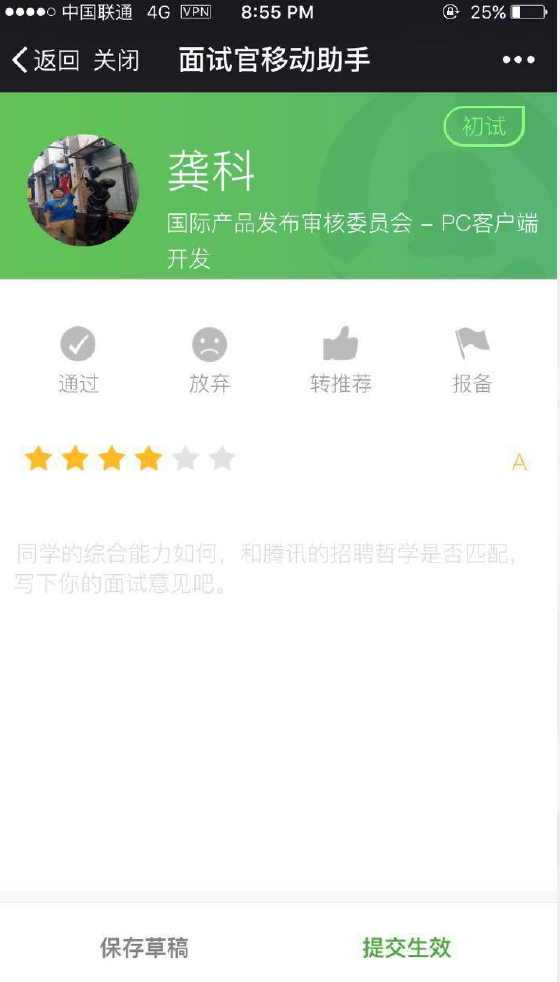 中国联通 4G VPN 8:55 PM 25%
返回 关闭 面试官移动助手
初试
龚科
国际产品发布审核委员会 - PC客户端
开发
通过 放弃 转推荐 报备
A
同学的综合能力如何，和腾讯的招聘哲学是否匹配，
写下你的面试意见吧。
保存草稿 提交生效